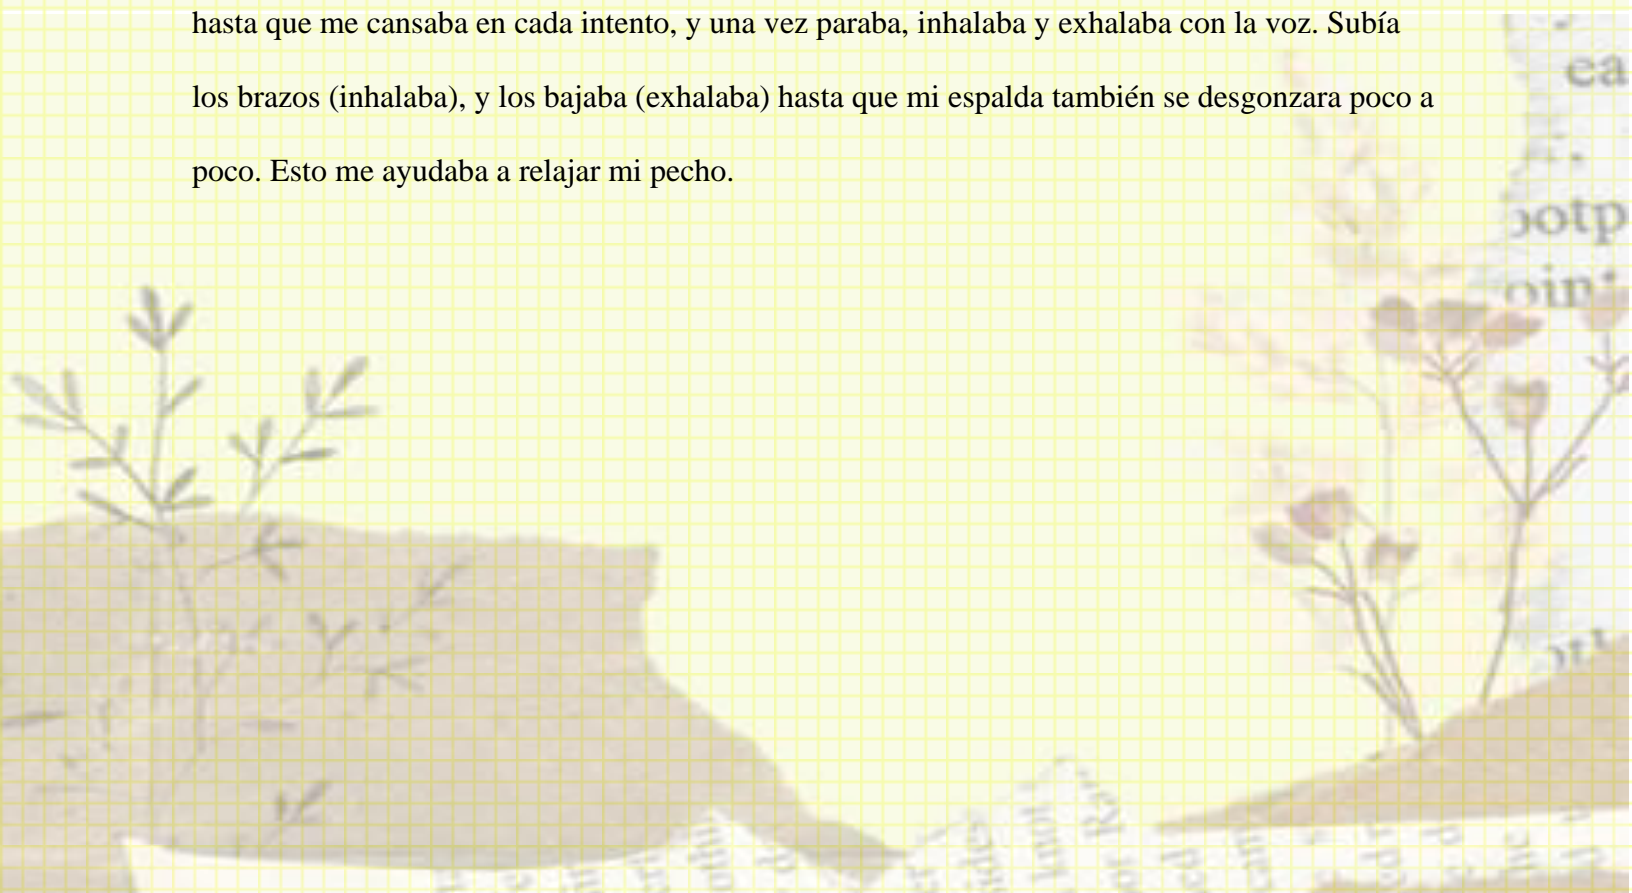 hasta que me cansaba en cada intento, y una vez paraba, inhalaba y exhalaba con la voz. Subía
los brazos (inhalaba), y los bajaba (exhalaba) hasta que mi espalda también se desgonzara poco a
poco. Esto me ayudaba a relajar mi pecho.